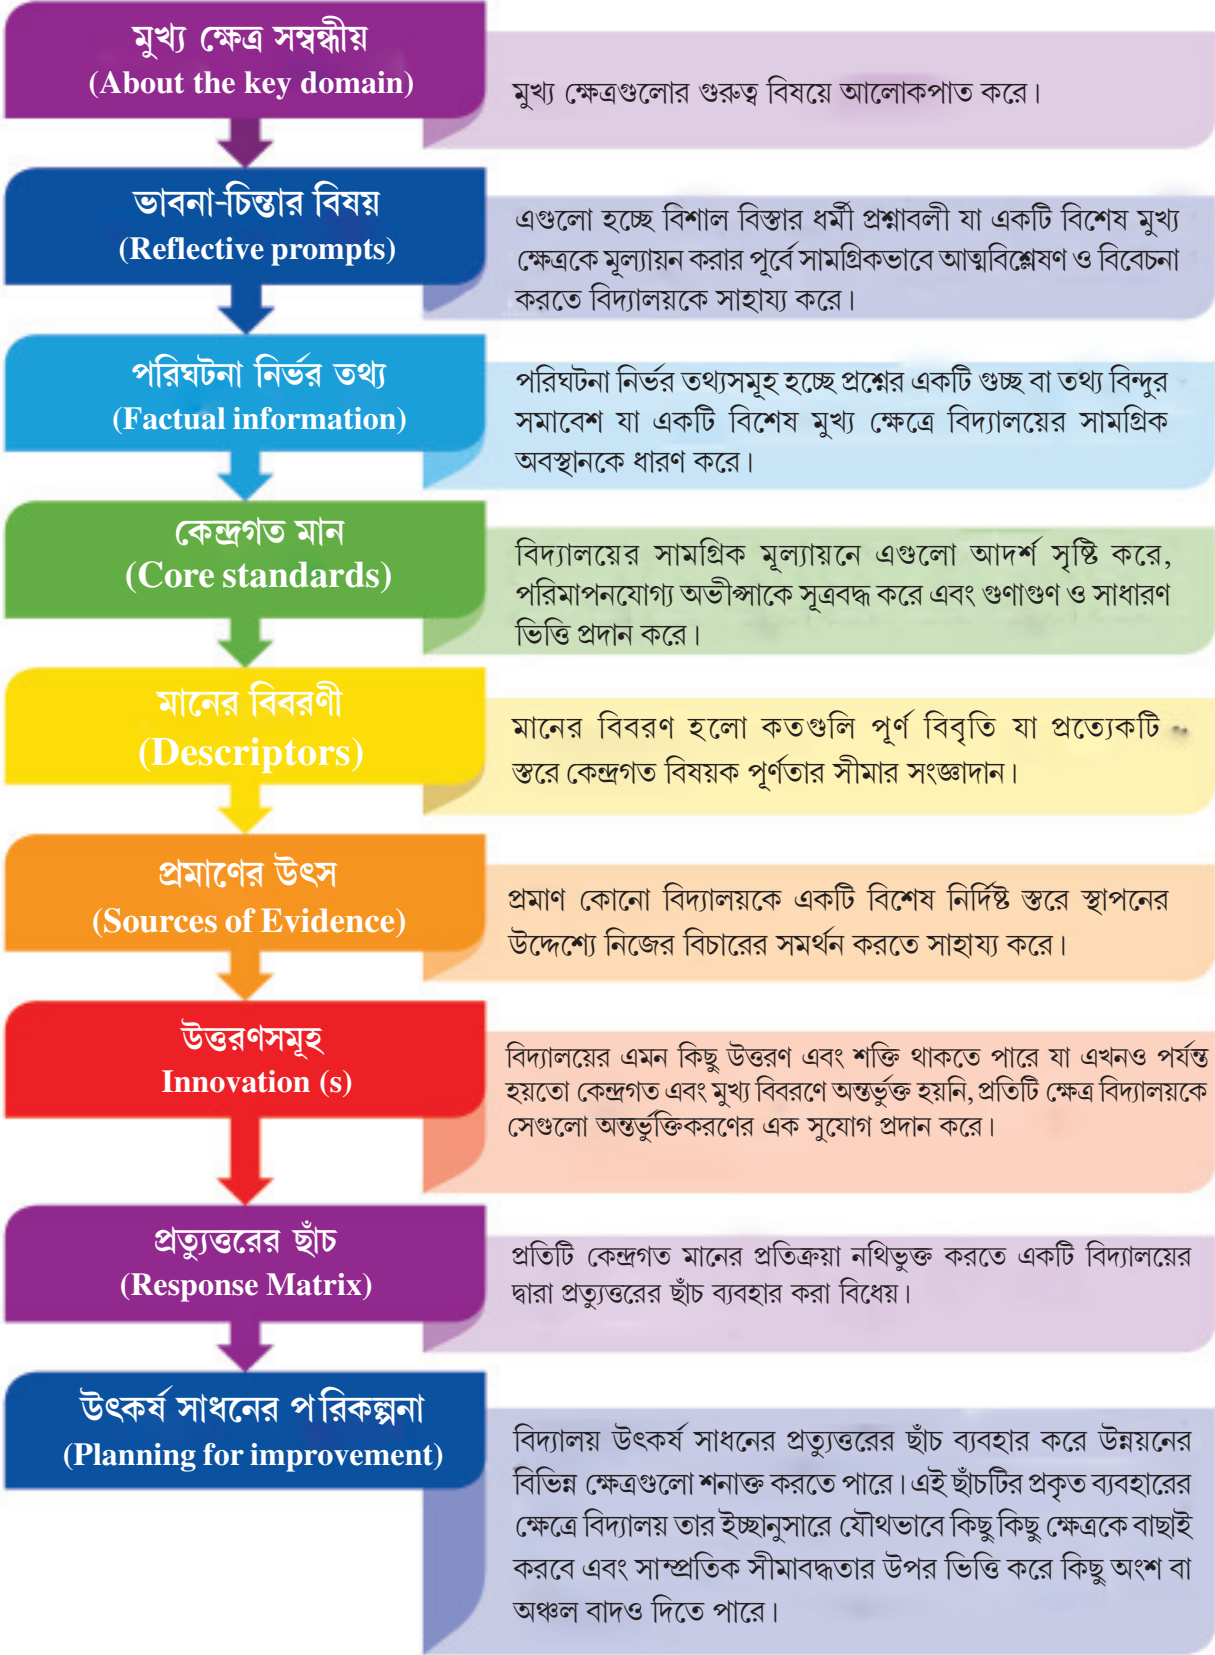 মুখ্য ক্ষেত্র সম্বন্ধীয়
(About the key domain)
মুখ্য ক্ষেত্রগুলোর গুরুত্ব বিষয়ে আলোকপাত করে।
ভাবনা-চিন্তার বিষয়
(Reflective prompts)
এগুলো হচ্ছে বিশাল বিস্তার ধর্মী প্রশ্নাবলী যা একটি বিশেষ মুখ্য
ক্ষেত্রকে মূল্যায়ন করার পূর্বে সামগ্রিকভাবে আত্মবিশ্লেষণ ও বিবেচনা
করতে বিদ্যালয়কে সাহায্য করে।
পরিঘটনা নির্ভর তথ্য
(Factual information)
পরিঘটনা নির্ভর তথ্যসমূহ হচ্ছে প্রশ্নের একটি গুচ্ছ বা তথ্য বিন্দুর
সমাবেশ যা একটি বিশেষ মুখ্য ক্ষেত্রে বিদ্যালয়ের সামগ্রিক
অবস্থানকে ধারণ করে।
কেন্দ্রগত মান
(Core standards)
বিদ্যালয়ের সামগ্রিক মূল্যায়নে এগুলো আদর্শ সৃষ্টি করে,
পরিমাপনযোগ্য অভীপ্সাকে সূত্রবদ্ধ করে এবং গুণাগুণ ও সাধারণ
ভিত্তি প্রদান করে।
মানের বিবরণী
(Descriptors)
মানের বিবরণ হলো কতগুলি পূর্ণ বিবৃতি যা প্রত্যেকটি
স্তরে কেন্দ্রগত বিষয়ক পূর্ণতার সীমার সংজ্ঞাদান।
প্রমাণের উৎস
(Sources of Evidence)
প্রমাণ কোনো বিদ্যালয়কে একটি বিশেষ নির্দিষ্ট স্তরে স্থাপনের
উদ্দেশ্যে নিজের বিচারের সমর্থন করতে সাহায্য করে।
উত্তরণসমূহ
Innovation (s)
বিদ্যালয়ের এমন কিছু উত্তরণ এবং শক্তি থাকতে পারে যা এখনও পর্যন্ত
হয়তো কেন্দ্রগত এবং মুখ্য বিবরণে অন্তর্ভুক্ত হয়নি, প্রতিটি ক্ষেত্র বিদ্যালয়কে
সেগুলো অন্তর্ভুক্তিকরণের এক সুযোগ প্রদান করে।
প্রত্যুত্তরের ছাঁচ
(Response Matrix)
প্রতিটি কেন্দ্রগত মানের প্রতিক্রয়া নথিভুক্ত করতে একটি বিদ্যালয়ের
দ্বারা প্রত্যুত্তরের ছাঁচ ব্যবহার করা বিধেয়।
উৎকর্ষ সাধনের পরিকল্পনা
(Planning for improvement)
বিদ্যালয় উৎকর্ষ সাধনের প্রত্যুত্তরের ছাঁচ ব্যবহার করে উন্নয়নের
বিভিন্ন ক্ষেত্রগুলো শনাক্ত করতে পারে। এই ছাঁচটির প্রকৃত ব্যবহারের
ক্ষেত্রে বিদ্যালয় তার ইচ্ছানুসারে যৌথভাবে কিছু কিছু ক্ষেত্রকে বাছাই
করবে এবং সাম্প্রতিক সীমাবদ্ধতার উপর ভিত্তি করে কিছু অংশ বা
অঞ্চল বাদও দিতে পারে।